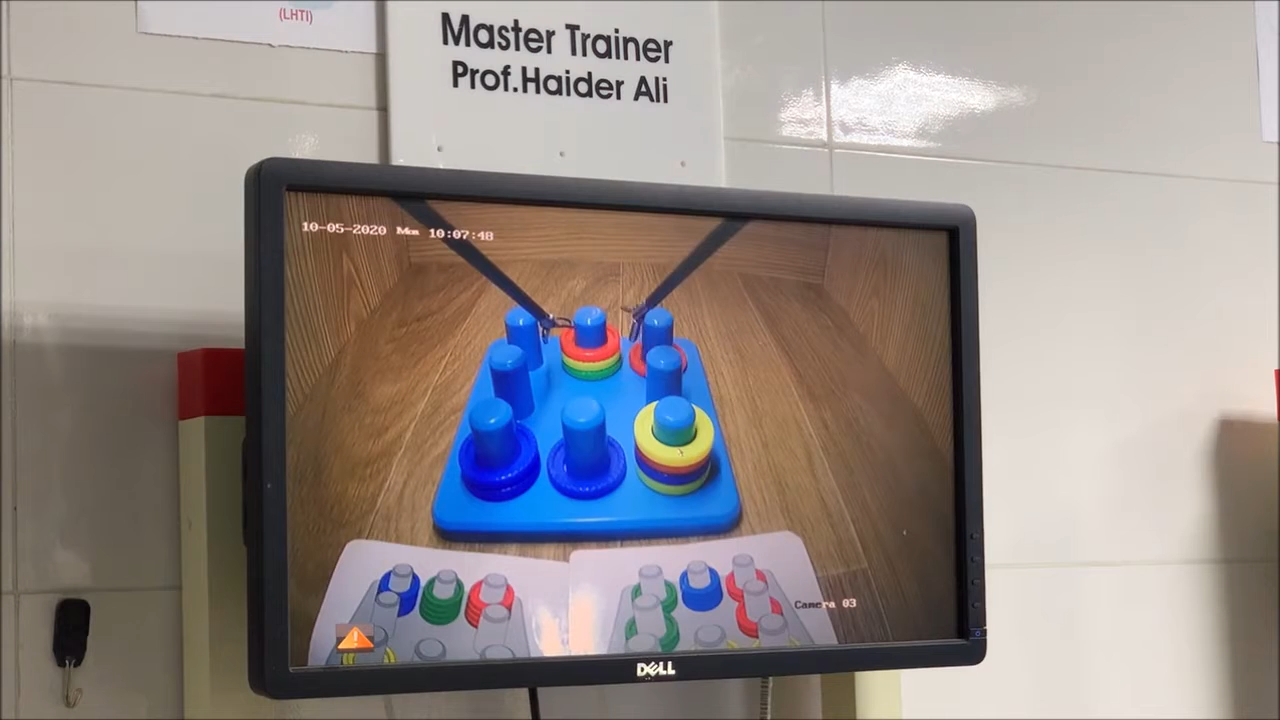 (LHTI)
Master Trainer
Prof.Haider Ali
10-05-2020 Mon 10:07:48
Camera 03
DELL